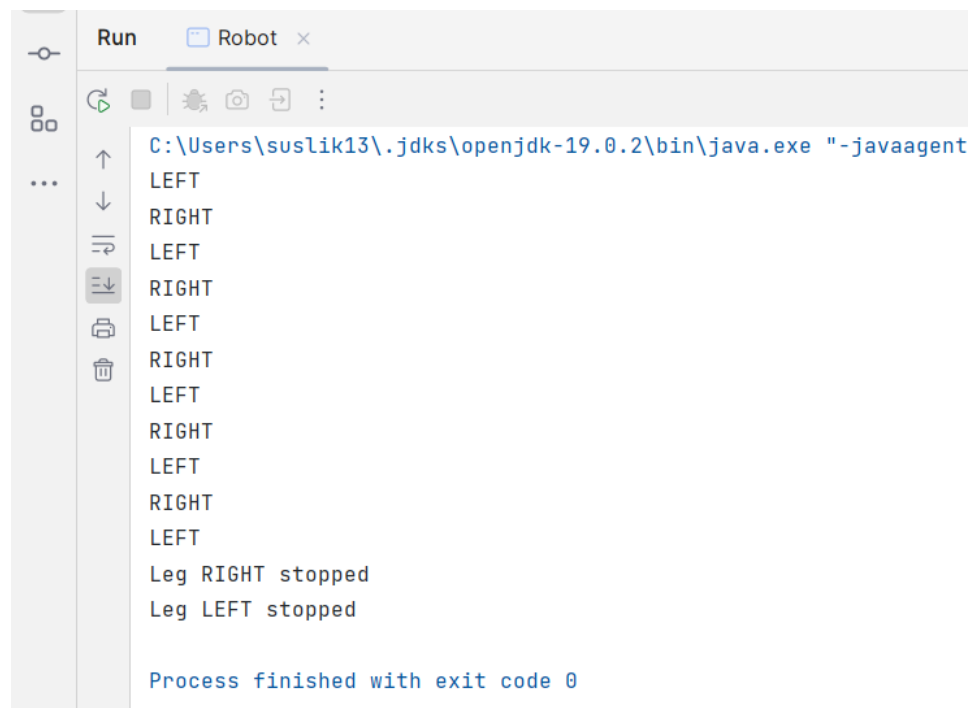 Run Robot
C:\Users\suslik13\.jdks\openjdk-19.0.2\bin\java.exe "-javaagent
LEFT
RIGHT
LEFT
RIGHT
LEFT
RIGHT
LEFT
RIGHT
LEFT
RIGHT
LEFT
Leg RIGHT stopped
Leg LEFT stopped
Process finished with exit code 0